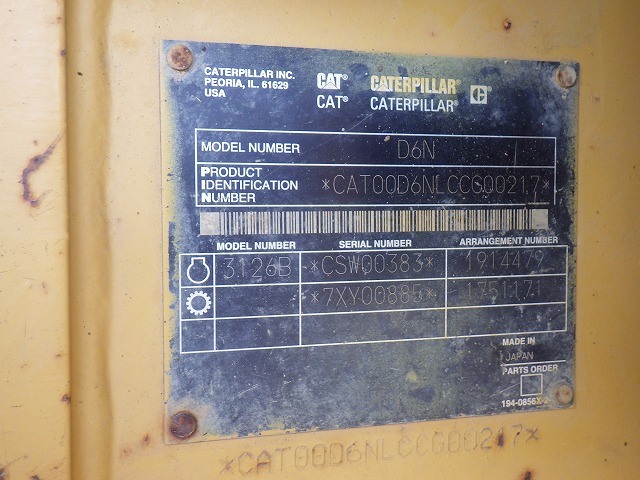 CATERPILLAR INC.
PEORIA, IL. 61629
USA
CAT® CATERPILLAR® C
CAT® CATERPILLAR®
MODEL NUMBER D6N
PRODUCT IDENTIFICATION NUMBER *CAT00D6NLCCG00217*
MODEL NUMBER SERIAL NUMBER ARRANGEMENT NUMBER
3126B *CSW00383* 1914479
*7XY00885* 1751171
MADE IN
JAPAN
PARTS ORDER
*CAT00D6NLCCG00217*